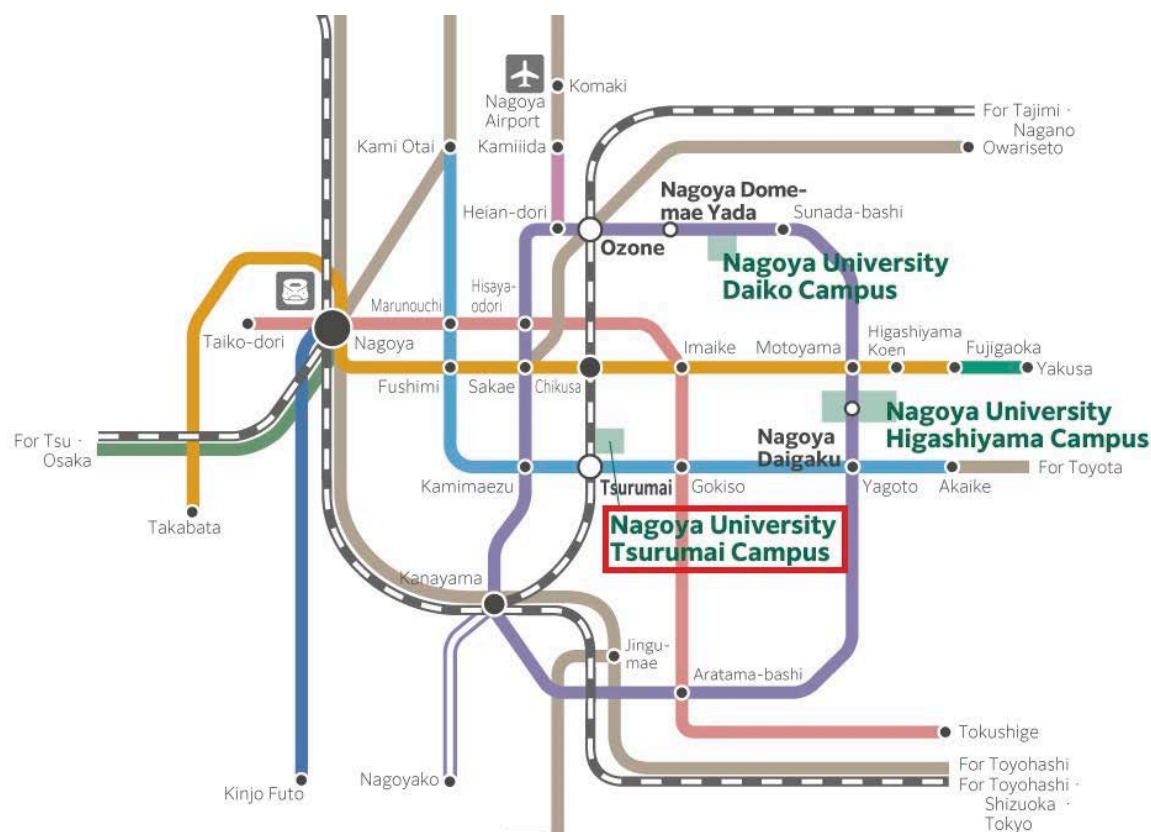 Komaki
Nagoya
Airport
For Tajimi ·
Nagano
Kami Otai
Kamiiida
Owariseto
Nagoya Dome-
mae Yada
Heian-dori
Sunada-bashi
Ozone
Nagoya University
Daiko Campus
Hisaya-
odori
Marunouchi
Taiko-dori
Nagoya
Imaike
Motoyama
Higashiyama
Koen
Fujigaoka
Yakusa
Fushimi
Sakae
Chikusa
Nagoya University
Higashiyama Campus
For Tsu ·
Osaka
Nagoya
Daigaku
For Toyota
Kamimaezu
Tsurumai
Gokiso
Yagoto
Akaike
Takabata
Nagoya University
Tsurumai Campus
Kanayama
Jingu-
mae
Aratama-bashi
Tokushige
Kinjo Futo
Nagoyako
For Toyohashi
For Toyohashi ·
Shizuoka ·
Tokyo